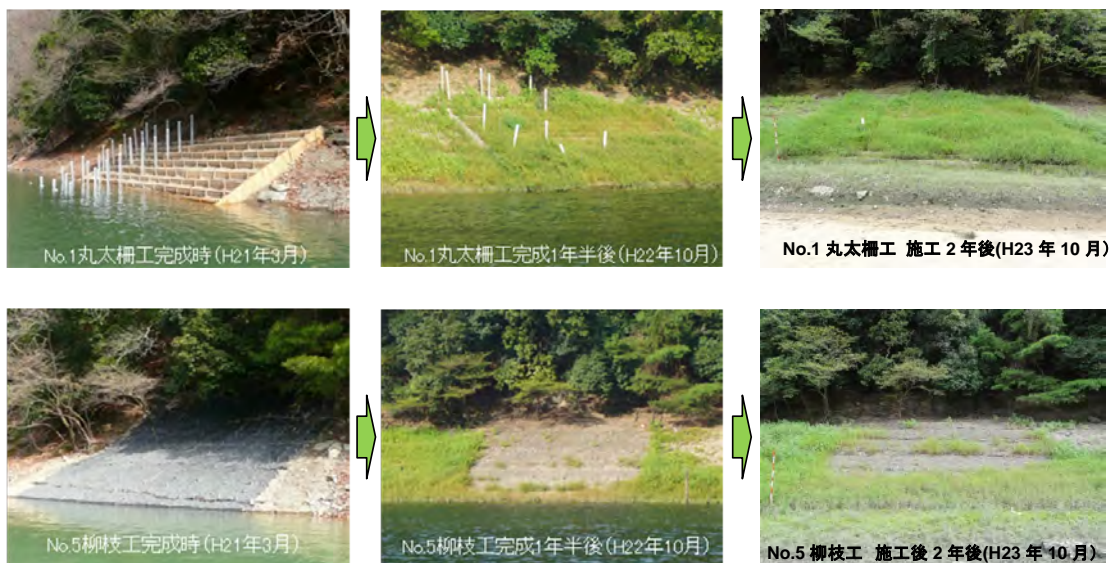 No.1丸太柵工完成時(H21年3月)
No.1丸太柵工完成1年半後(H22年10月)
No.1 丸太柵工 施工 2 年後(H23 年 10 月)
No.5柳枝工完成時(H21年3月)
No.5柳枝工完成1年半後(H22年10月)
No.5 柳枝工 施工後 2 年後(H23 年 10 月)